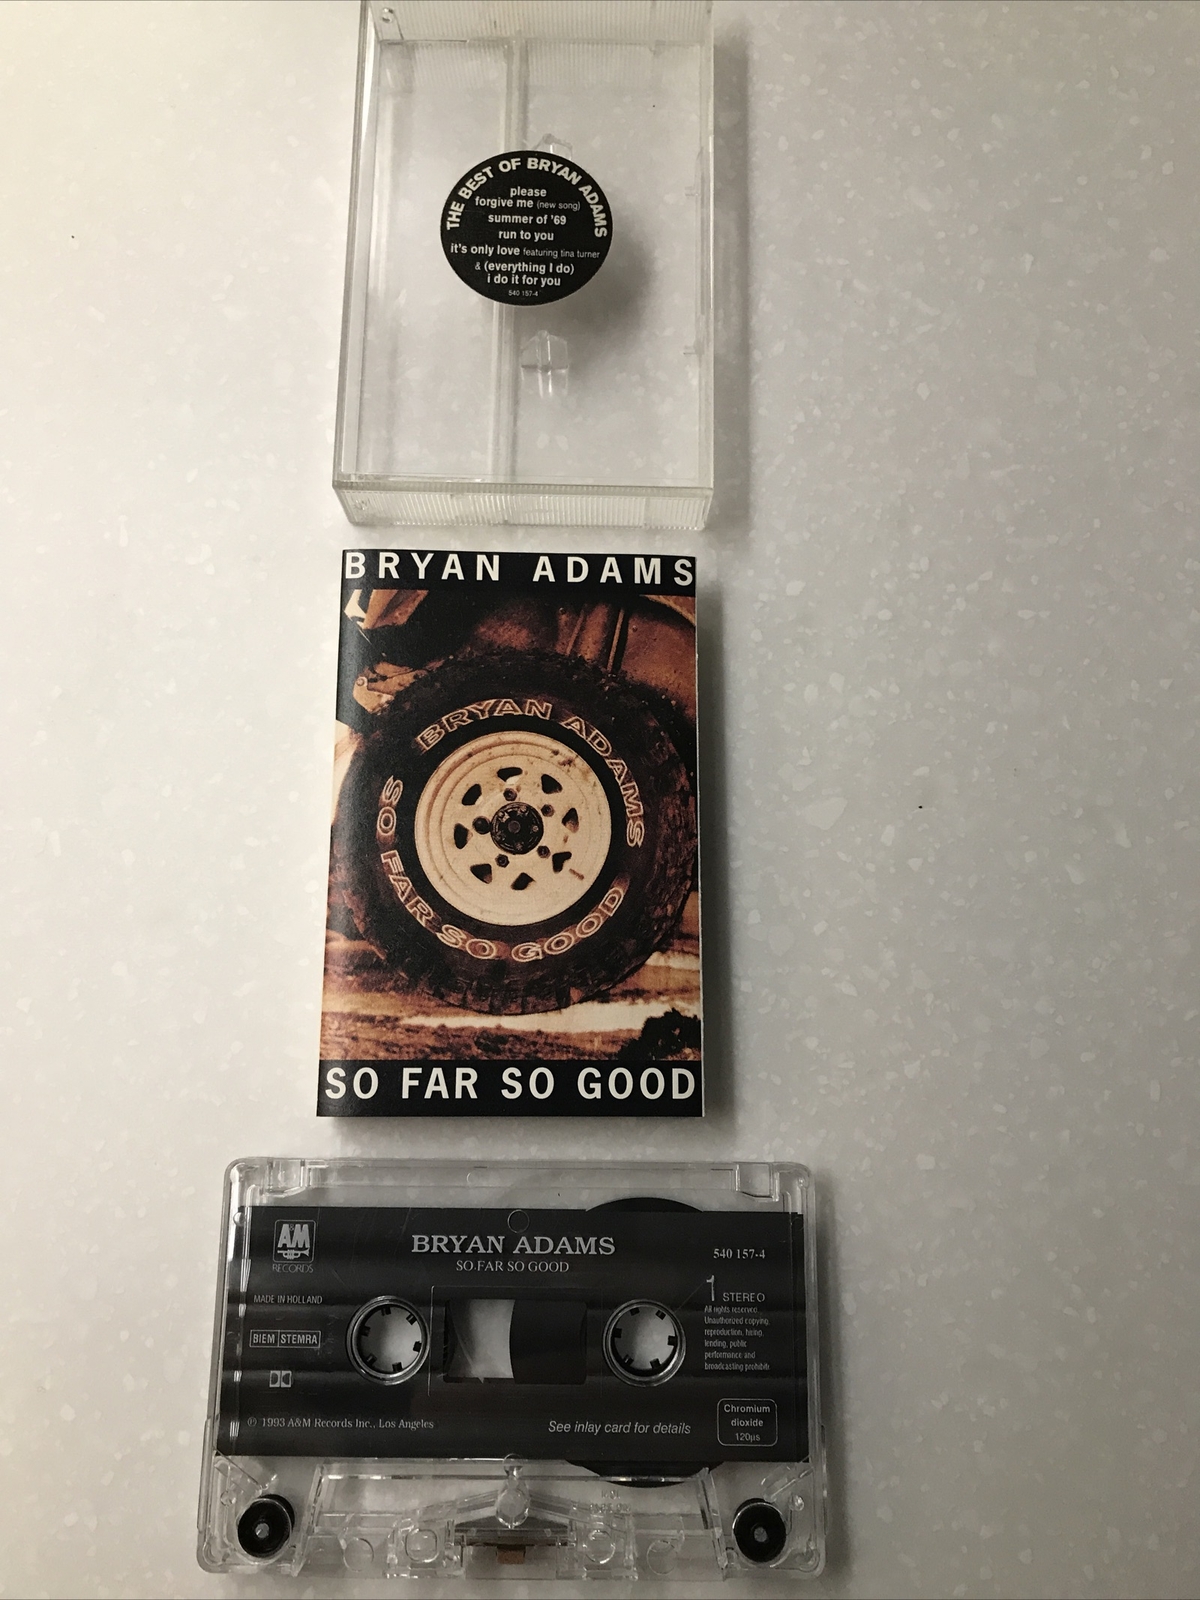 THE BEST OF BRYAN ADAMS
please
forgive me (new song)
summer of '69
run to you
it's only love featuring tina turner
& (everything I do)
i do it for you
540 157-4
BRYAN ADAMS
BRYAN ADAMS
SO FAR SO GOOD
SO FAR SO GOOD
A&M
RECORDS
BRYAN ADAMS
SO FAR SO GOOD
540 157-4
MADE IN HOLLAND
1 STEREO
All rights reserved.
Unauthorized copying,
reproduction, hiring,
lending, public
performance and
broadcasting prohibit
BIEM STEMRA
℗ 1993 A&M Records Inc., Los Angeles
See inlay card for details
Chromium
dioxide
120µs